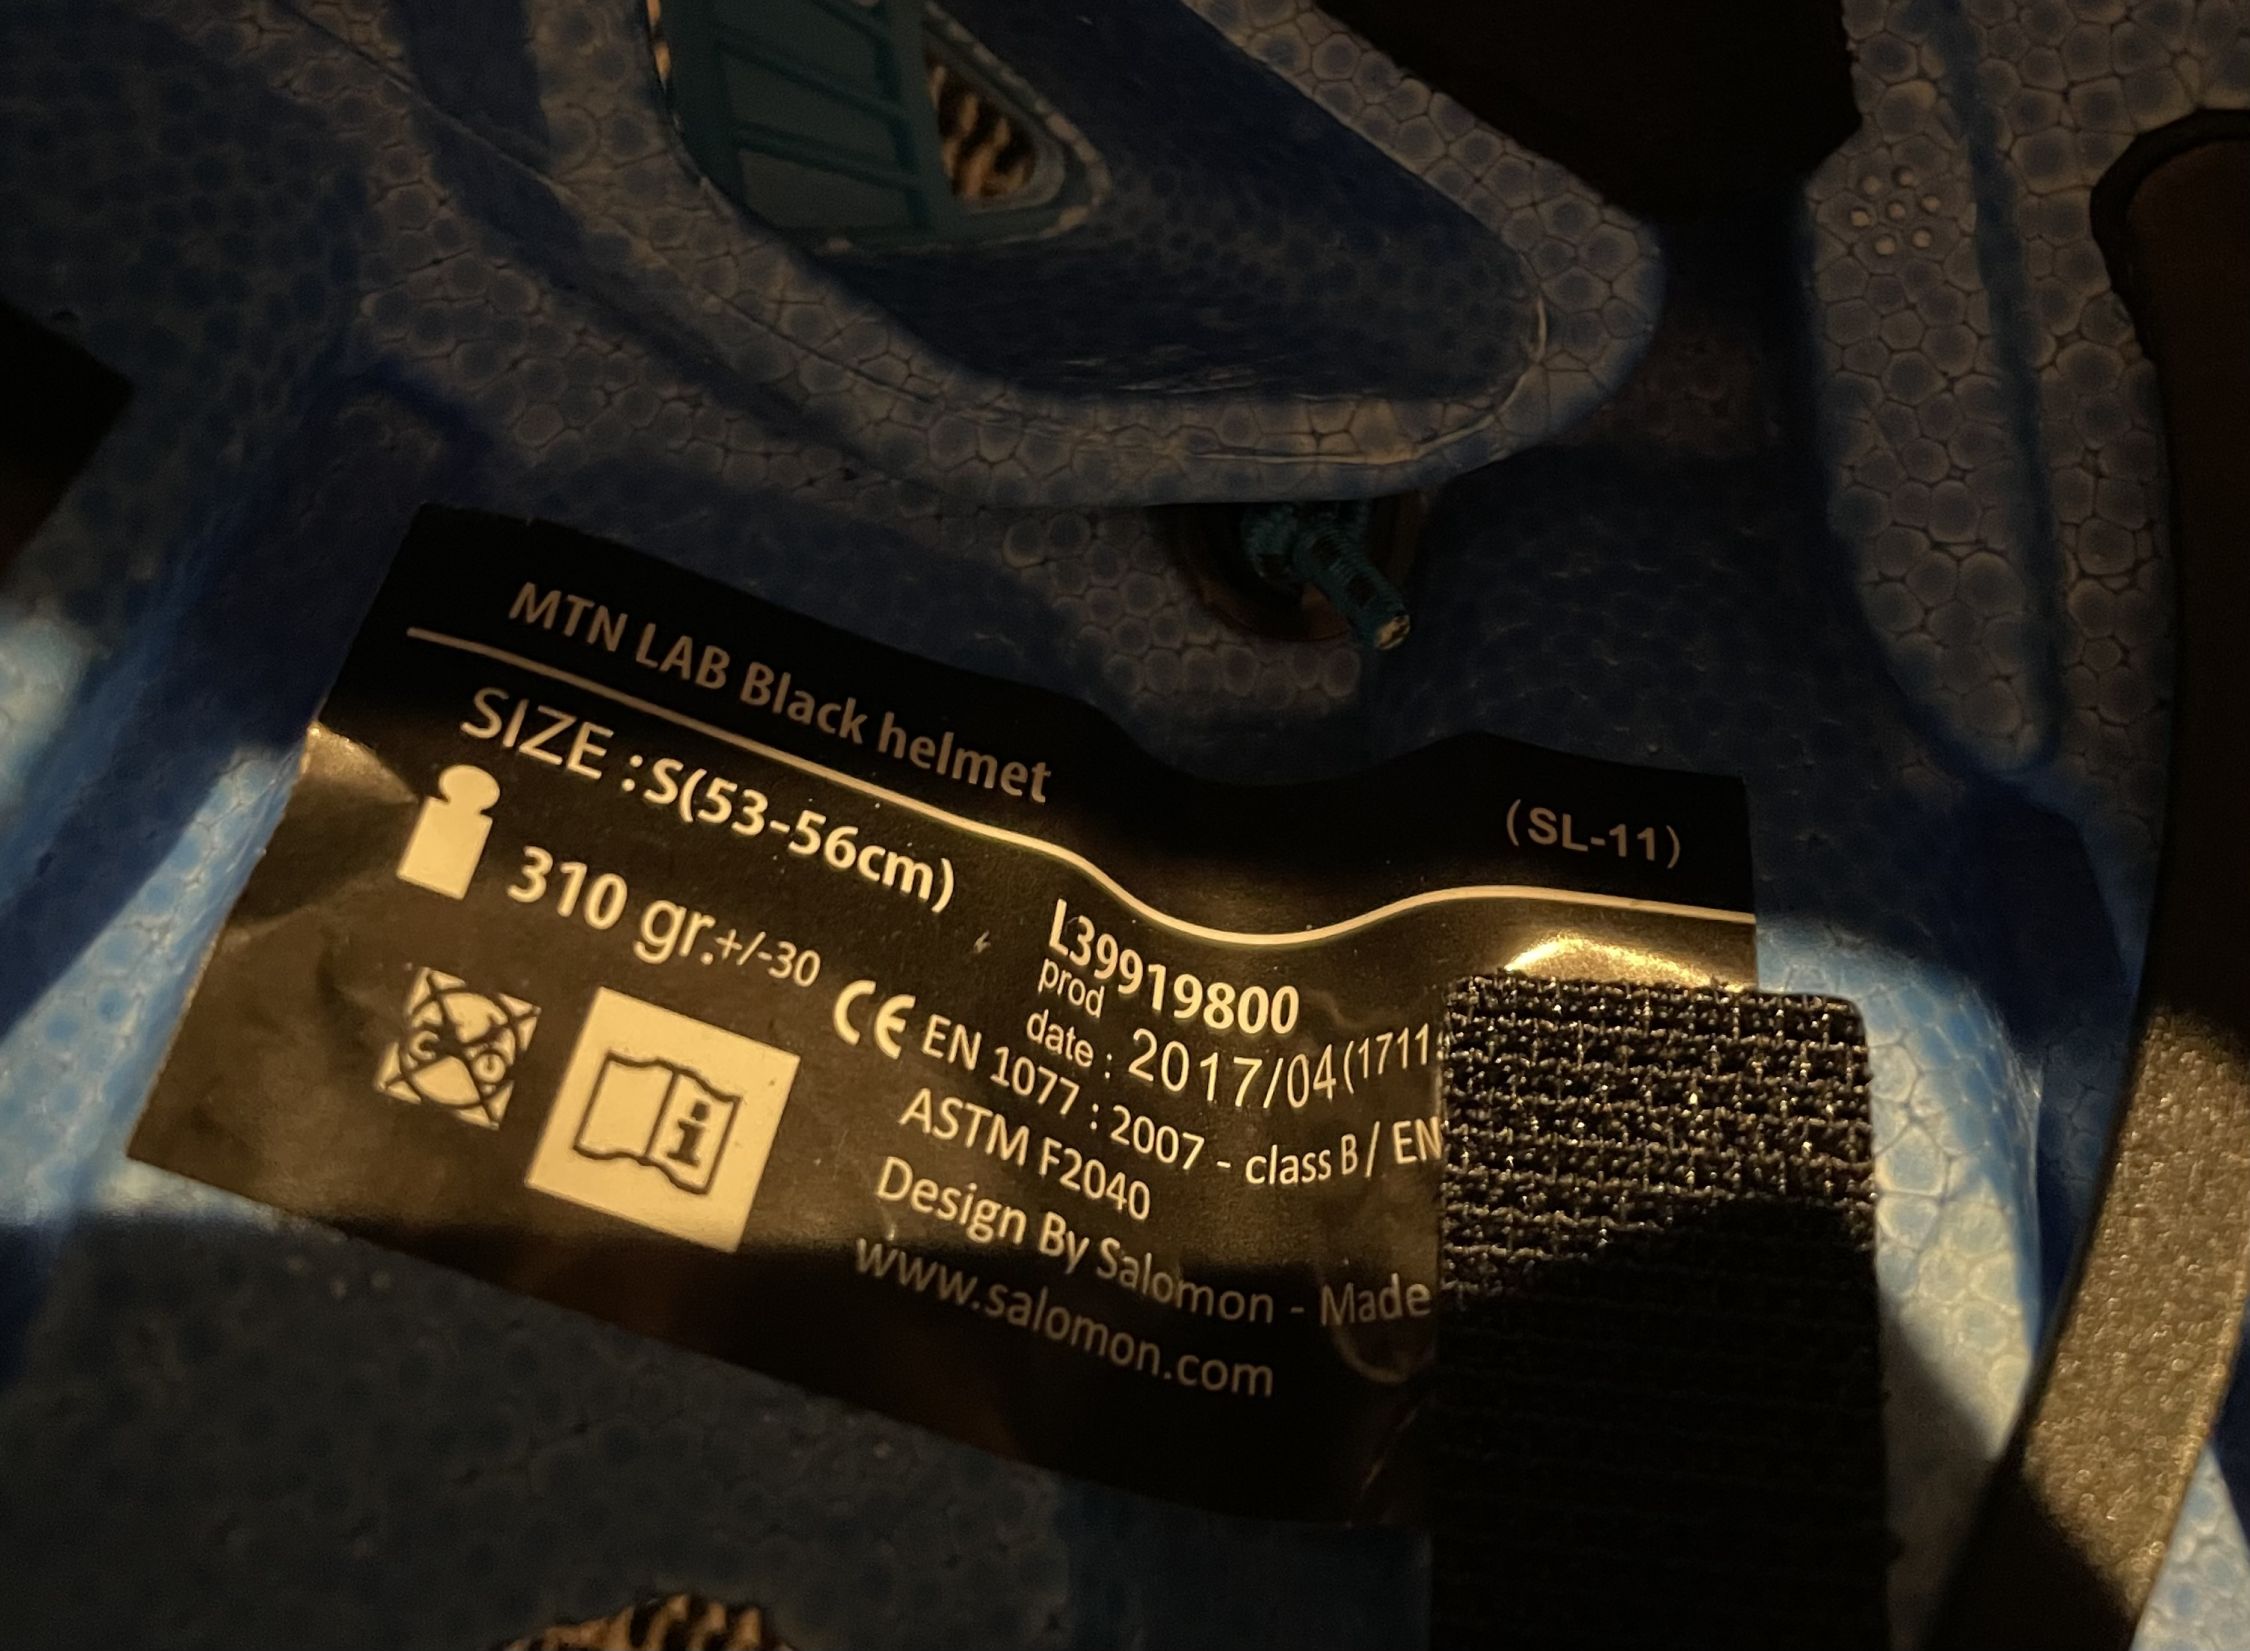 MTN LAB Black helmet
(SL-11)
SIZE : S(53-56cm)
310 gr.+/-30
L39919800
prod
date : 2017/04(1711
CE EN 1077 : 2007 - class B / EN
ASTM F2040
Design By Salomon - Made
www.salomon.com